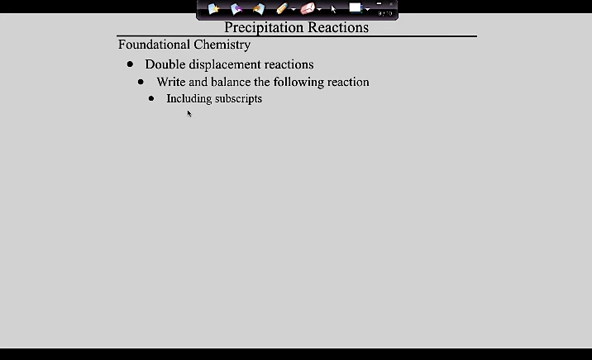 Precipitation Reactions
Foundational Chemistry
Double displacement reactions
Write and balance the following reaction
Including subscripts